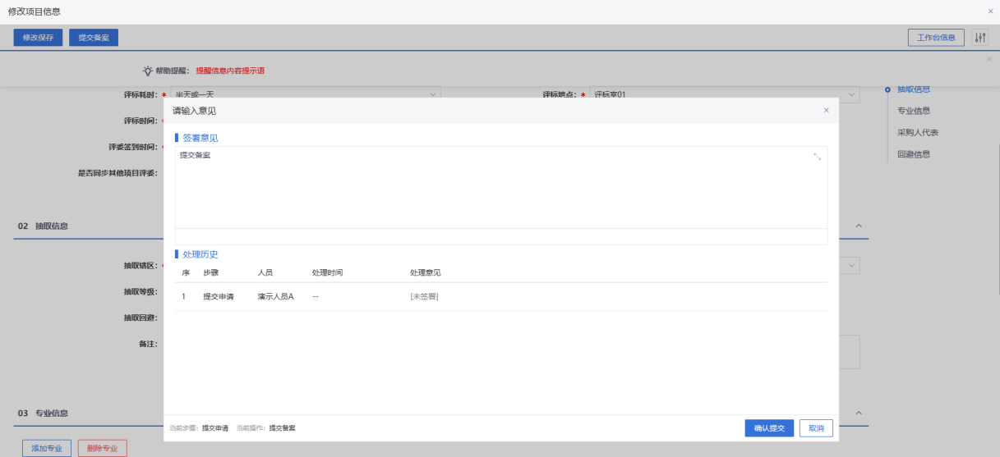 修改项目信息
×
修改保存
提交备案
工作台信息
帮助提醒: 提醒信息内容提示语
×
评标耗时: * 半天或一天
评标地点: * 评标室01
抽取信息
请输入意见
×
评标时间: *
专业信息
采购人代表
签署意见
评委签到时间: *
提交备案
回避信息
是否同步其他项目评委:
02 抽取信息
处理历史
抽取辖区: *
序 步骤 人员 处理时间 处理意见
抽取等级:
1 提交申请 演示人员A -- [未签署]
抽取回避:
备注:
03 专业信息
当前步骤: 提交申请 当前操作: 提交备案
确认提交
取消
添加专业
删除专业